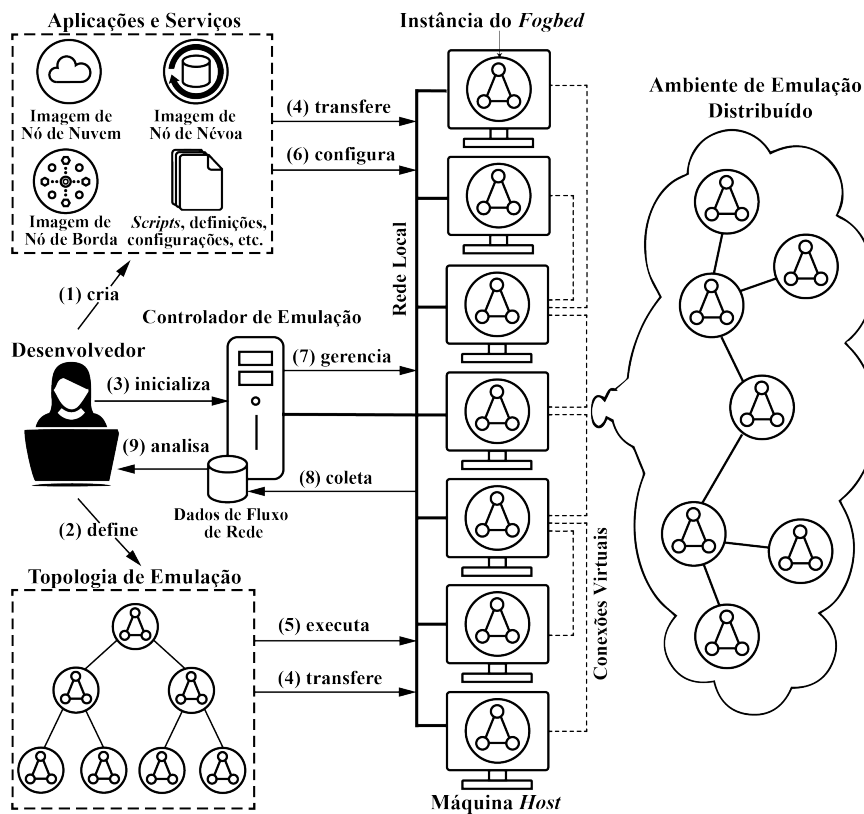 Aplicações e Serviços
Imagem de
Nó de Nuvem
Imagem de
Nó de Névoa
Imagem de
Nó de Borda
Scripts, definições,
configurações, etc.
(1) cria
Desenvolvedor
(2) define
Topologia de Emulação
Controlador de Emulação
(3) inicializa
(9) analisa
Dados de Fluxo
de Rede
(4) transfere
(6) configura
(7) gerencia
(8) coleta
(5) executa
(4) transfere
Instância do Fogbed
Rede Local
Máquina Host
Conexões Virtuais
Ambiente de Emulação
Distribuído